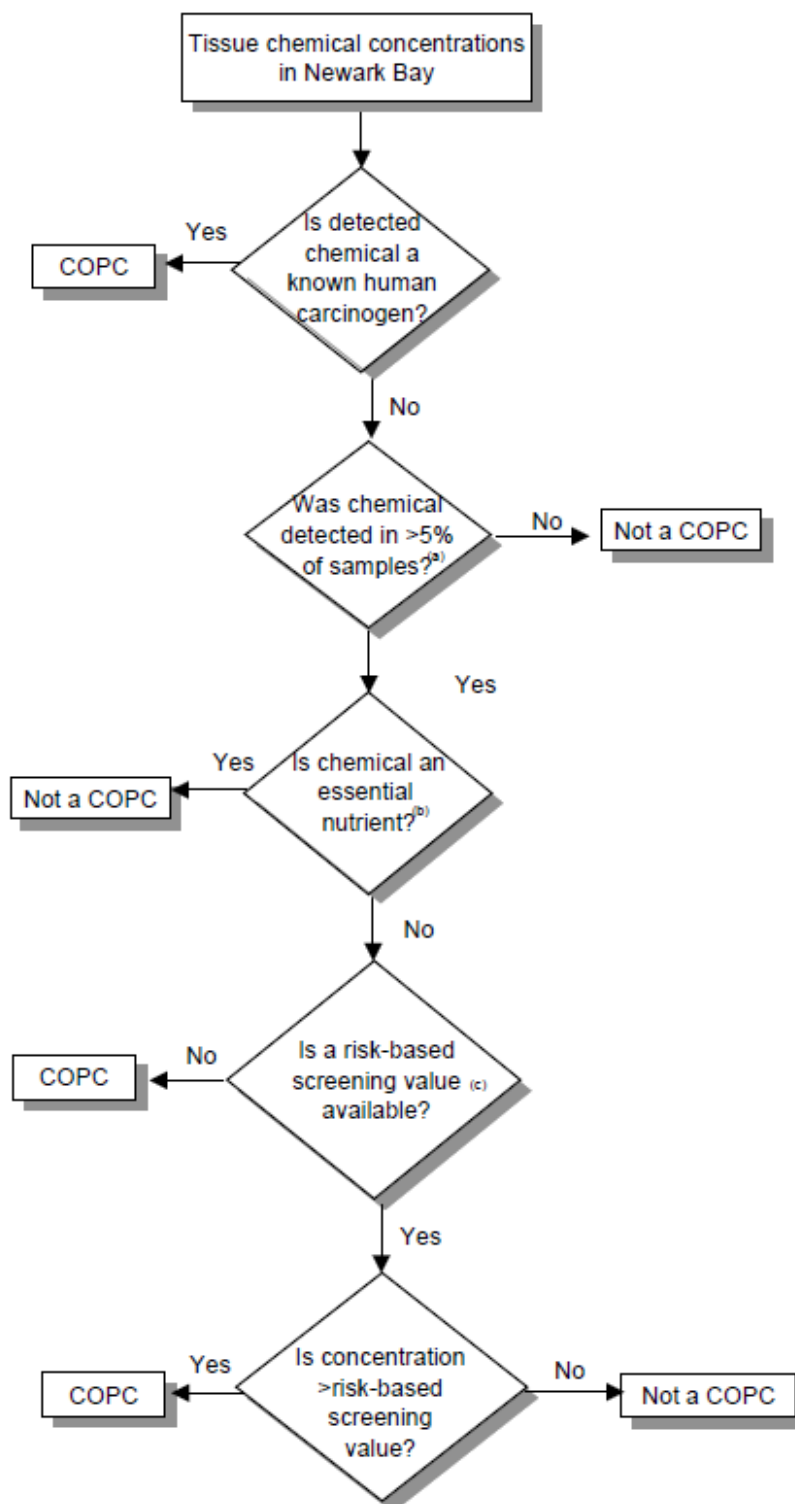 Tissue chemical concentrations
in Newark Bay
Is detected
chemical a
known human
carcinogen?
Yes
COPC
No
Was chemical
detected in >5%
of samples?(a)
No
Not a COPC
Yes
Is chemical an
essential
nutrient?(b)
Yes
Not a COPC
No
Is a risk-based
screening value (c)
available?
No
COPC
Yes
Is concentration
>risk-based
screening
value?
Yes
COPC
No
Not a COPC